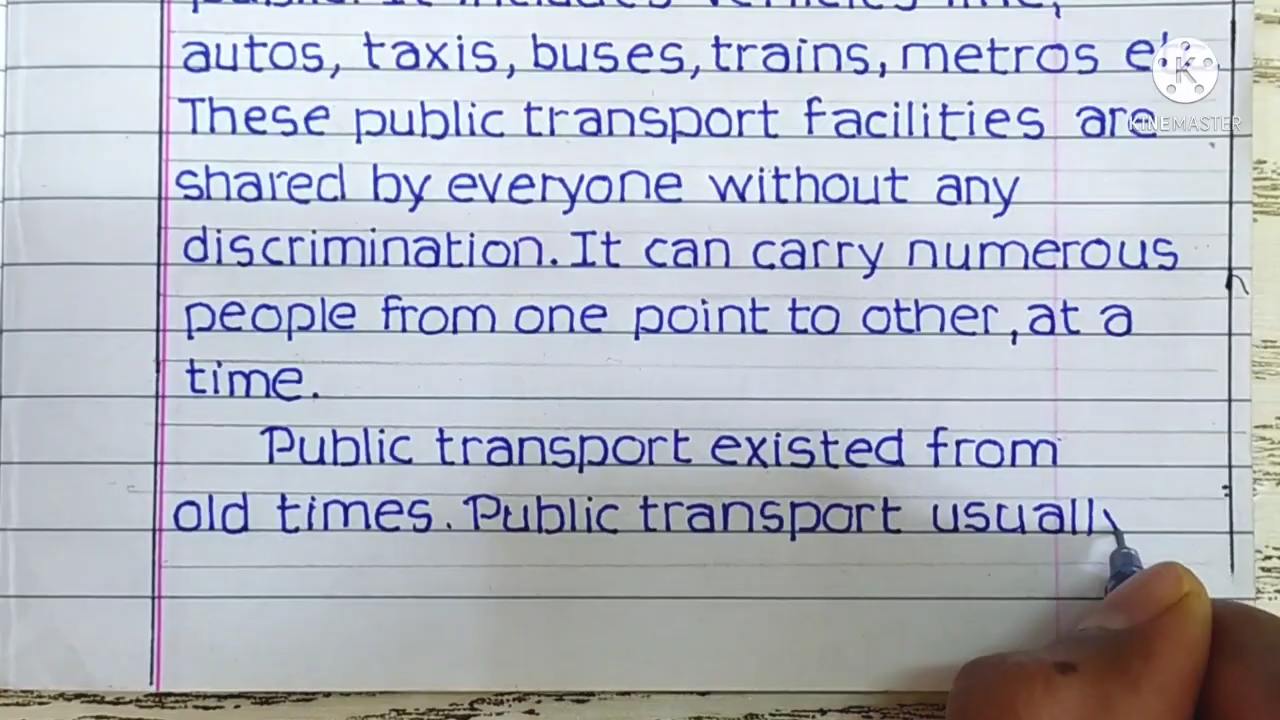 autos, taxis, buses, trains, metros
These public transport facilities are
shared by everyone without any
discrimination. It can carry numerous
people from one point to other, at a
time.
Public transport existed from
old times. Public transport usually
K
KINEMASTER